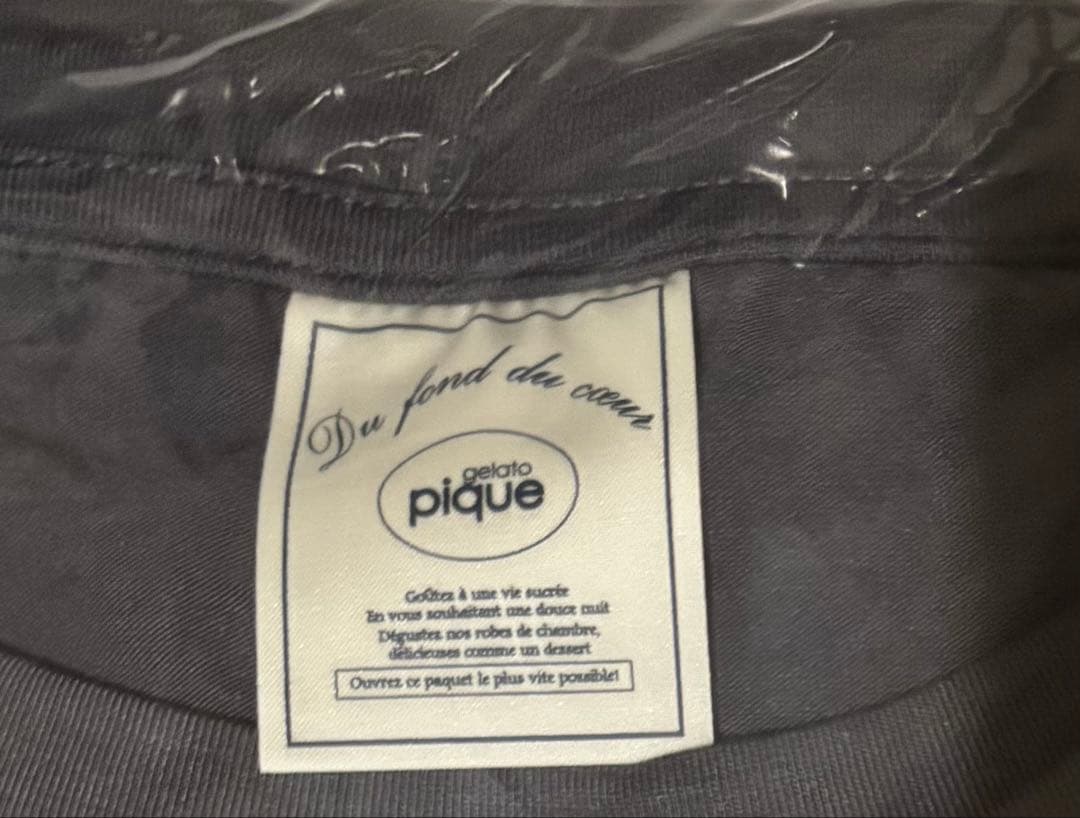 Du fond du cœur
gelato
pique
Goûtez à une vie sucrée
En vous souhaitant une douce nuit
Dégustez nos robes de chambre,
délicieuses comme un dessert
Ouvrez ce paquet le plus vite possible!